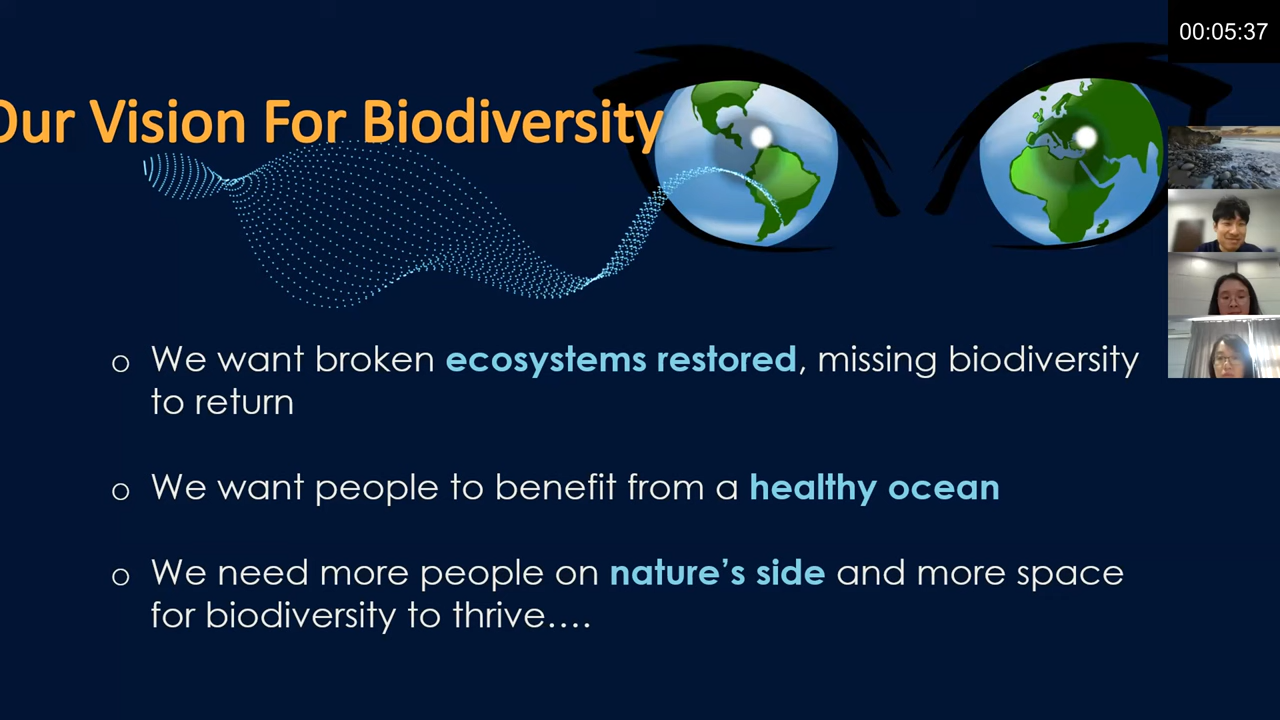 00:05:37
Our Vision For Biodiversity
o We want broken ecosystems restored, missing biodiversity
to return
o We want people to benefit from a healthy ocean
o We need more people on nature's side and more space
for biodiversity to thrive....